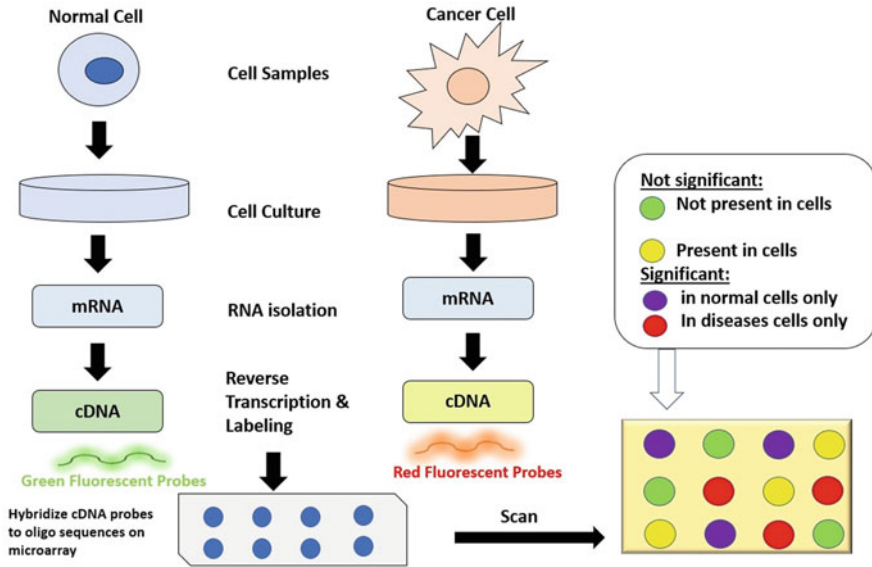 Normal Cell
Cancer Cell
Cell Samples
Cell Culture
mRNA
RNA isolation
mRNA
cDNA
Reverse
Transcription &
Labeling
cDNA
Green Fluorescent Probes
Red Fluorescent Probes
Hybridize cDNA probes
to oligo sequences on
microarray
Scan
Not significant:
Not present in cells
Present in cells
Significant:
in normal cells only
In diseases cells only